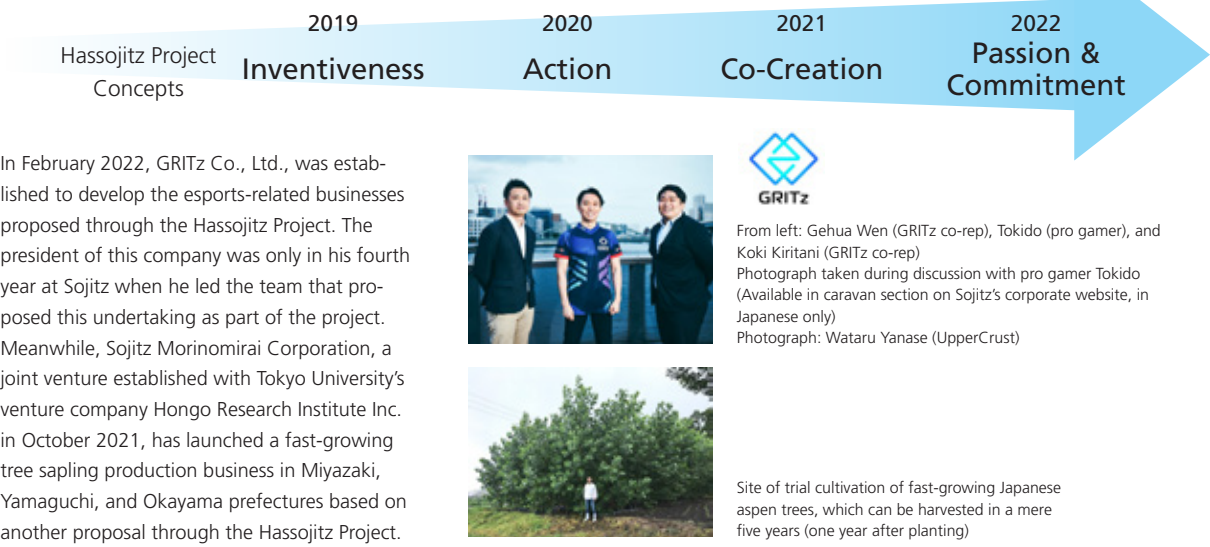 Hassojitz Project
Concepts
2019
Inventiveness
2020
Action
2021
Co-Creation
2022
Passion &
Commitment
In February 2022, GRITz Co., Ltd., was estab-
lished to develop the esports-related businesses
proposed through the Hassojitz Project. The
president of this company was only in his fourth
year at Sojitz when he led the team that pro-
posed this undertaking as part of the project.
Meanwhile, Sojitz Morinomirai Corporation, a
joint venture established with Tokyo University’s
venture company Hongo Research Institute Inc.
in October 2021, has launched a fast-growing
tree sapling production business in Miyazaki,
Yamaguchi, and Okayama prefectures based on
another proposal through the Hassojitz Project.
GRITz
From left: Gehua Wen (GRITz co-rep), Tokido (pro gamer), and
Koki Kiritani (GRITz co-rep)
Photograph taken during discussion with pro gamer Tokido
(Available in caravan section on Sojitz’s corporate website, in
Japanese only)
Photograph: Wataru Yanase (UpperCrust)
Site of trial cultivation of fast-growing Japanese
aspen trees, which can be harvested in a mere
five years (one year after planting)